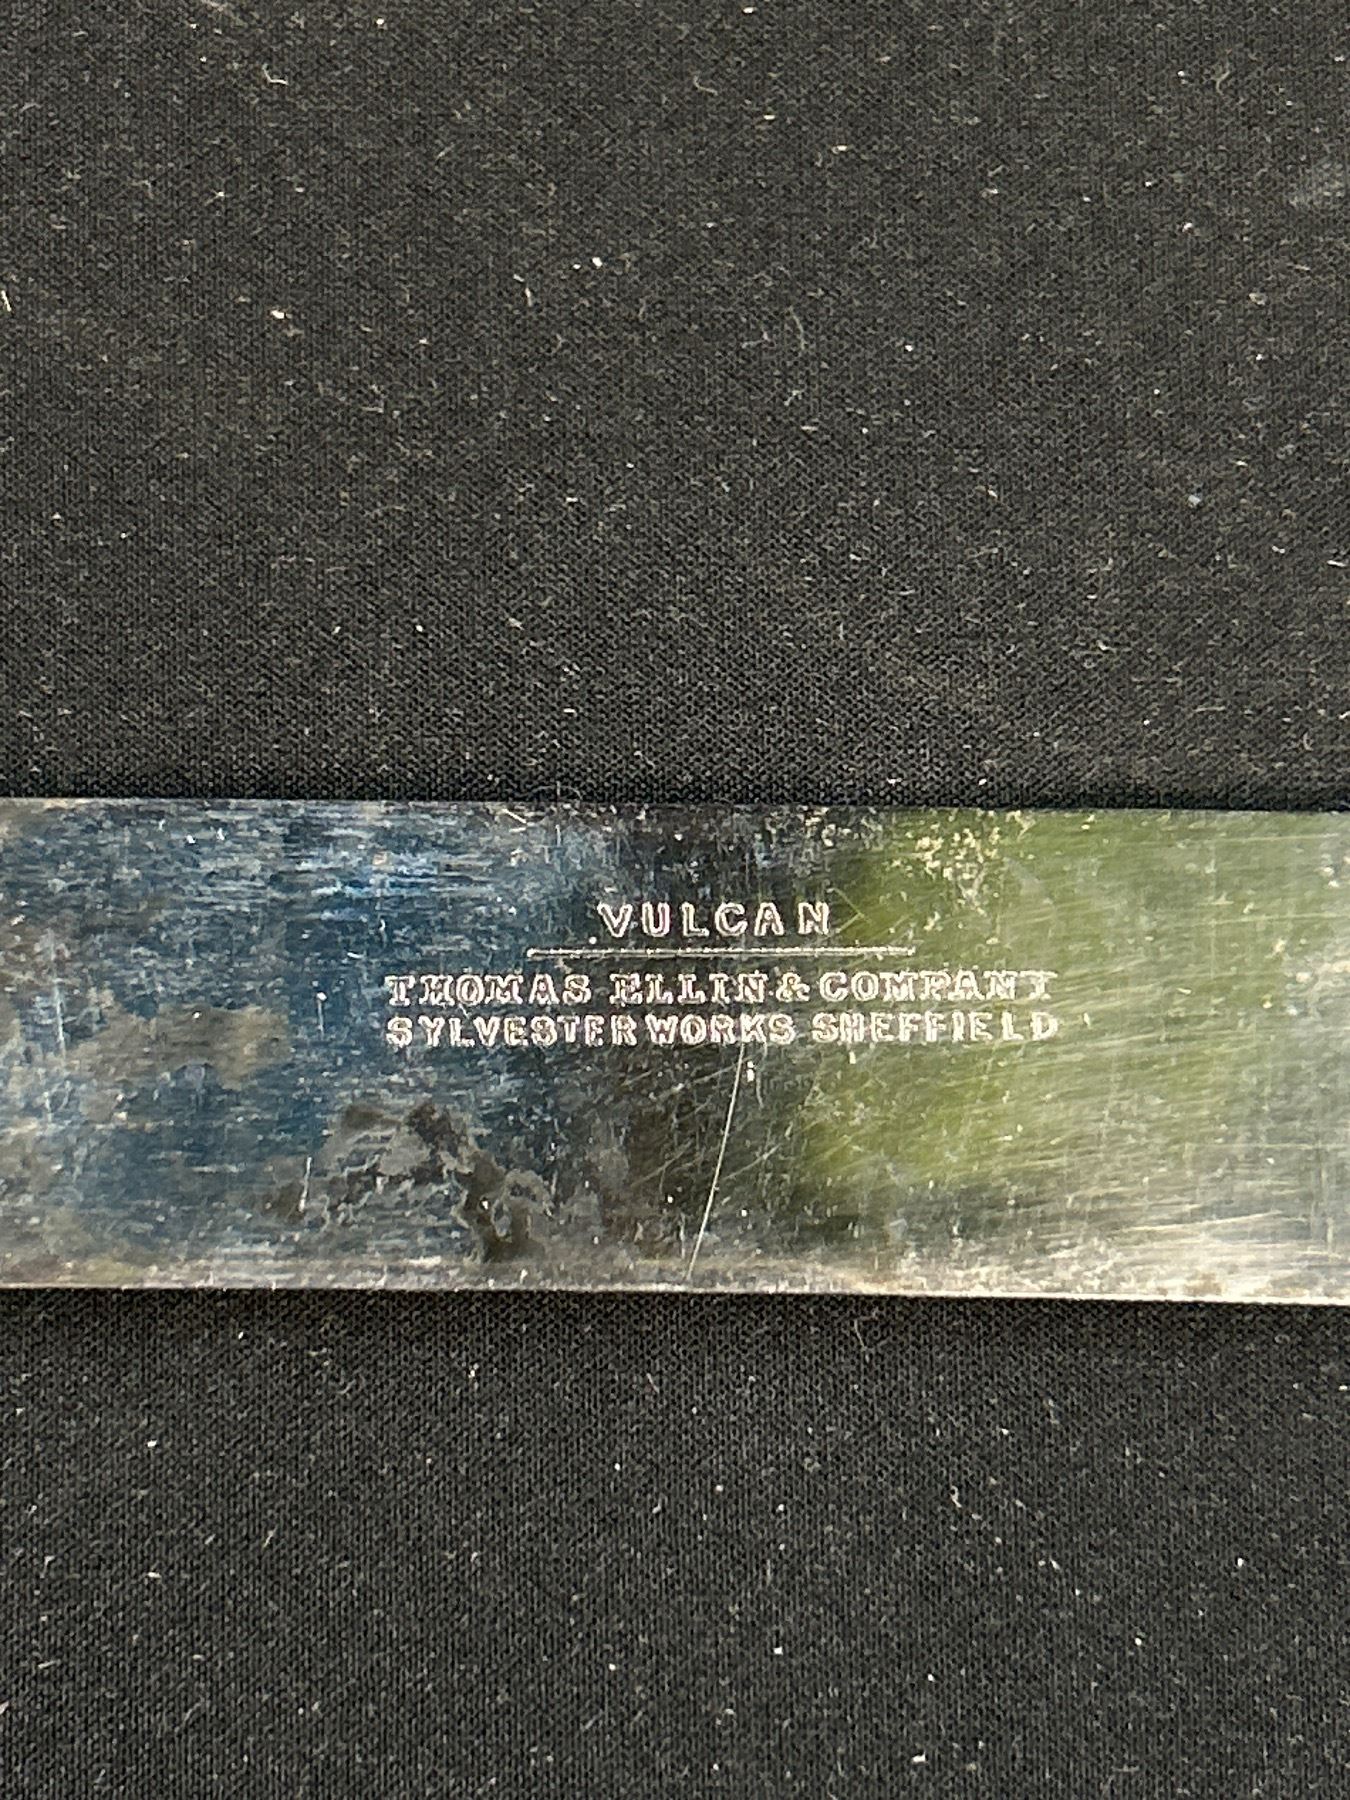 VULCAN
THOMAS ELLIN & COMPANY
SYLVESTER WORKS SHEFFIELD